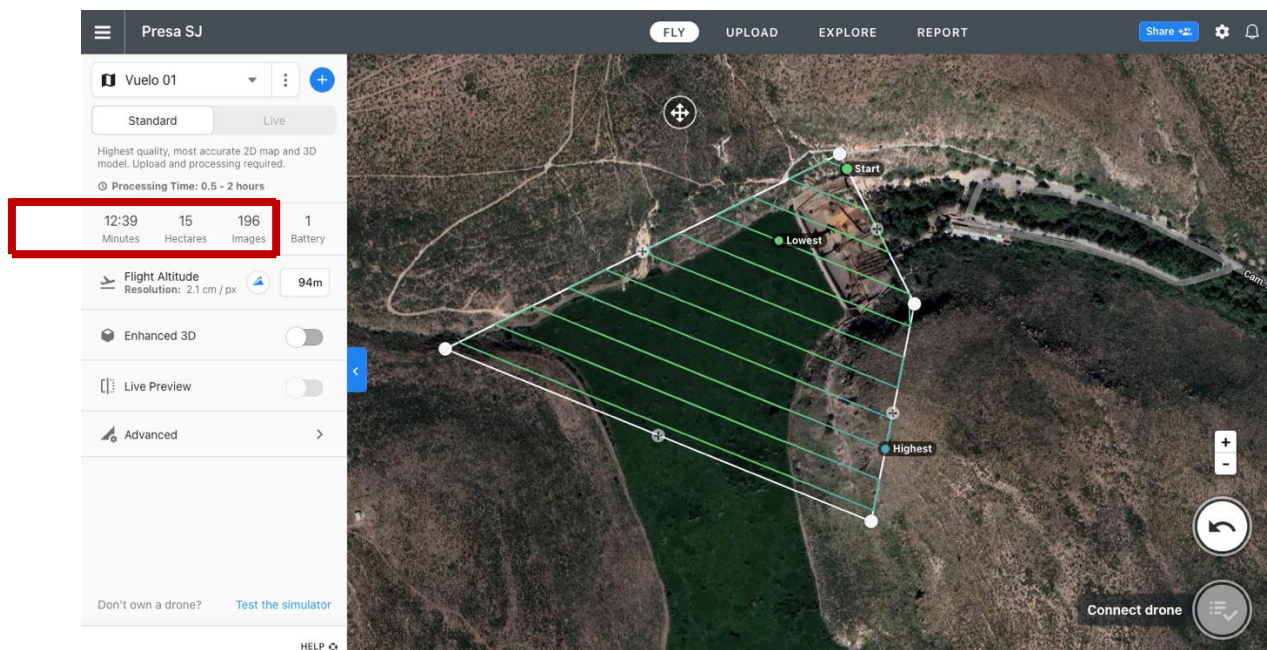 Presa SJ
FLY UPLOAD EXPLORE REPORT
Share
Vuelo 01
Standard Live
Highest quality, most accurate 2D map and 3D
model. Upload and processing required.
Processing Time: 0.5 - 2 hours
12:39 15 196 1
Minutes Hectares Images Battery
Flight Altitude
Resolution: 2.1 cm / px
94m
Enhanced 3D
Live Preview
Advanced
Don't own a drone? Test the simulator
HELP
Start
Lowest
Highest
Cam.
+
-
Connect drone